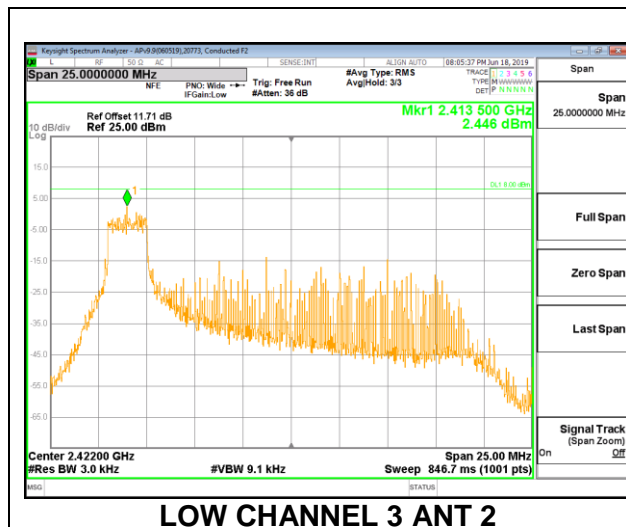 Keysight Spectrum Analyzer - APv9.9(060519),20773, Conducted F2
L RF 50 Ω AC SENSE:INT ALIGN AUTO 08:05:37 PM Jun 18, 2019
Span 25.0000000 MHz
NFE PNO: Wide Trig: Free Run #Avg Type: RMS TRACE 1 2 3 4 5 6
IFGain:Low #Atten: 36 dB Avg|Hold: 3/3 TYPE M W W W W W
DET P N N N N N
Ref Offset 11.71 dB
10 dB/div Ref 25.00 dBm
Log
Mkr1 2.413 500 GHz
2.446 dBm
15.0
5.00
-5.00
-15.0
-25.0
-35.0
-45.0
-55.0
-65.0
1
Center 2.42200 GHz Span 25.00 MHz
#Res BW 3.0 kHz #VBW 9.1 kHz Sweep 846.7 ms (1001 pts)
MSG STATUS
Span
Span
25.0000000 MHz
Full Span
Zero Span
Last Span
Signal Track
(Span Zoom)
On Off
LOW CHANNEL 3 ANT 2